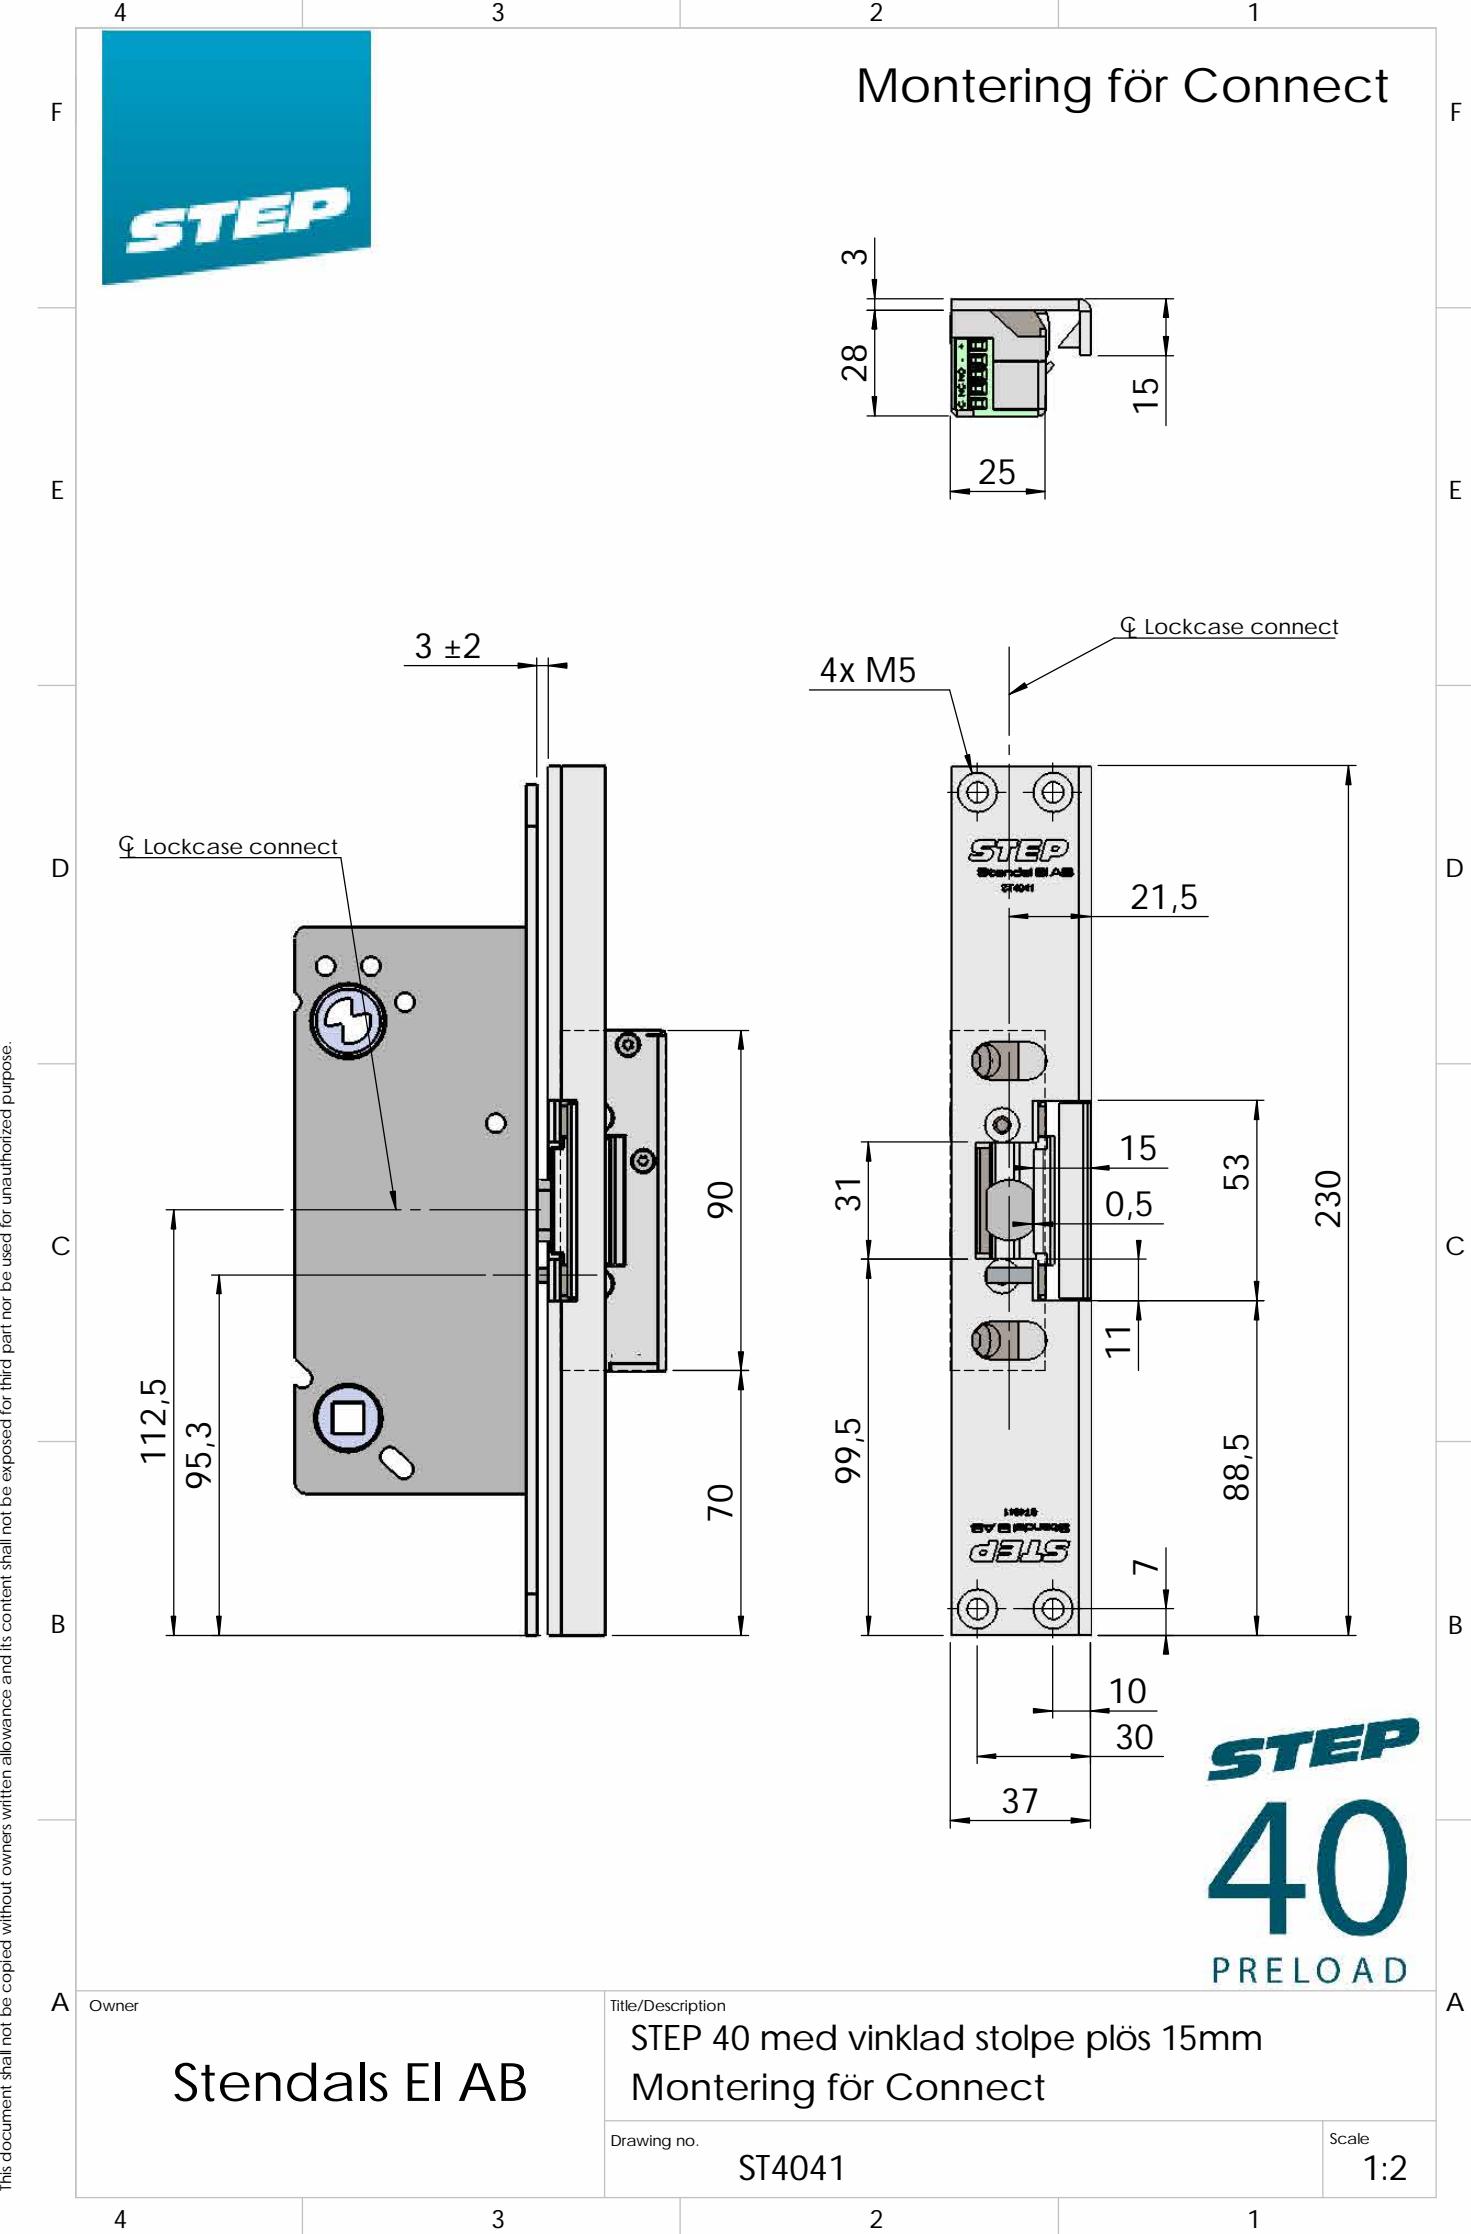 4 3 2 1
Montering för Connect
F F
STEP
3
28
15
+ - NO NC C
25
E E
℄ Lockcase connect
3 ±2
4x M5
℄ Lockcase connect
STEP
Stendal El AB
ST4041
D D
21,5
15
53
31
90
0,5
230
C C
11
112,5
95,3
99,5
88,5
70
ST4041
Stendal El AB
STEP
7
B B
10
30
37
STEP
40
PRELOAD
A A
Owner
Stendals El AB
Title/Description
STEP 40 med vinklad stolpe plös 15mm
Montering för Connect
Drawing no.
ST4041
Scale
1:2
4 3 2 1
This document shall not be copied without owners written allowance and its content shall not be exposed for third part nor be used for unauthorized purpose.